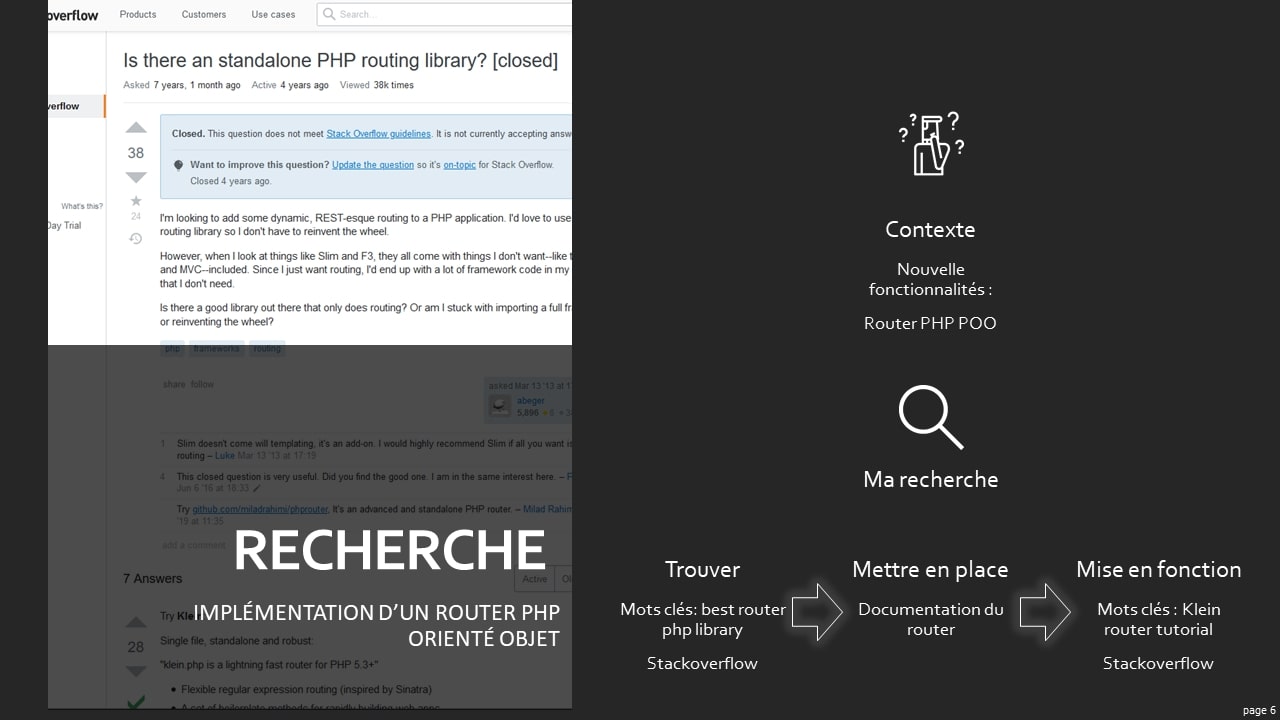 overflow Products Customers Use cases Search...
Is there an standalone PHP routing library? [closed]
Asked 7 years, 1 month ago Active 4 years ago Viewed 38k times
verflow
38
Closed. This question does not meet Stack Overflow guidelines. It is not currently accepting answ
Want to improve this question? Update the question so it's on-topic for Stack Overflow.
Closed 4 years ago.
What's this?
24
Day Trial
I'm looking to add some dynamic, REST-esque routing to a PHP application. I'd love to use
routing library so I don't have to reinvent the wheel.
However, when I look at things like Slim and F3, they all come with things I don't want--like t
and MVC--included. Since I just want routing, I'd end up with a lot of framework code in my
that I don't need.
Is there a good library out there that only does routing? Or am I stuck with importing a full fr
or reinventing the wheel?
php frameworks routing
share follow
asked Mar 13 '13 at 1
abeger
5,896
1 Slim doesn't come will templating, it's an add-on. I would highly recommend Slim if all you want is
routing – Luke Mar 13 '13 at 17:19
4 This closed question is very useful. Did you find the good one. I am in the same interest here. – F
Jun 6 '16 at 18:33
Try github.com/miladrahimi/phprouter, It's an advanced and standalone PHP router. – Milad Rahim
'19 at 11:35
add a comment
7 Answers
Active
Try Kle
28
Single file, standalone and robust:
"klein.php is a lightning fast router for PHP 5.3+"
Flexible regular expression routing (inspired by Sinatra)
A set of boilerplate methods for rapidly building web apps
RECHERCHE
IMPLÉMENTATION D'UN ROUTER PHP
ORIENTÉ OBJET
Contexte
Nouvelle
fonctionnalités :
Router PHP POO
Ma recherche
Trouver
Mots clés: best router
php library
Stackoverflow
Mettre en place
Documentation du
router
Mise en fonction
Mots clés : Klein
router tutorial
Stackoverflow
page 6